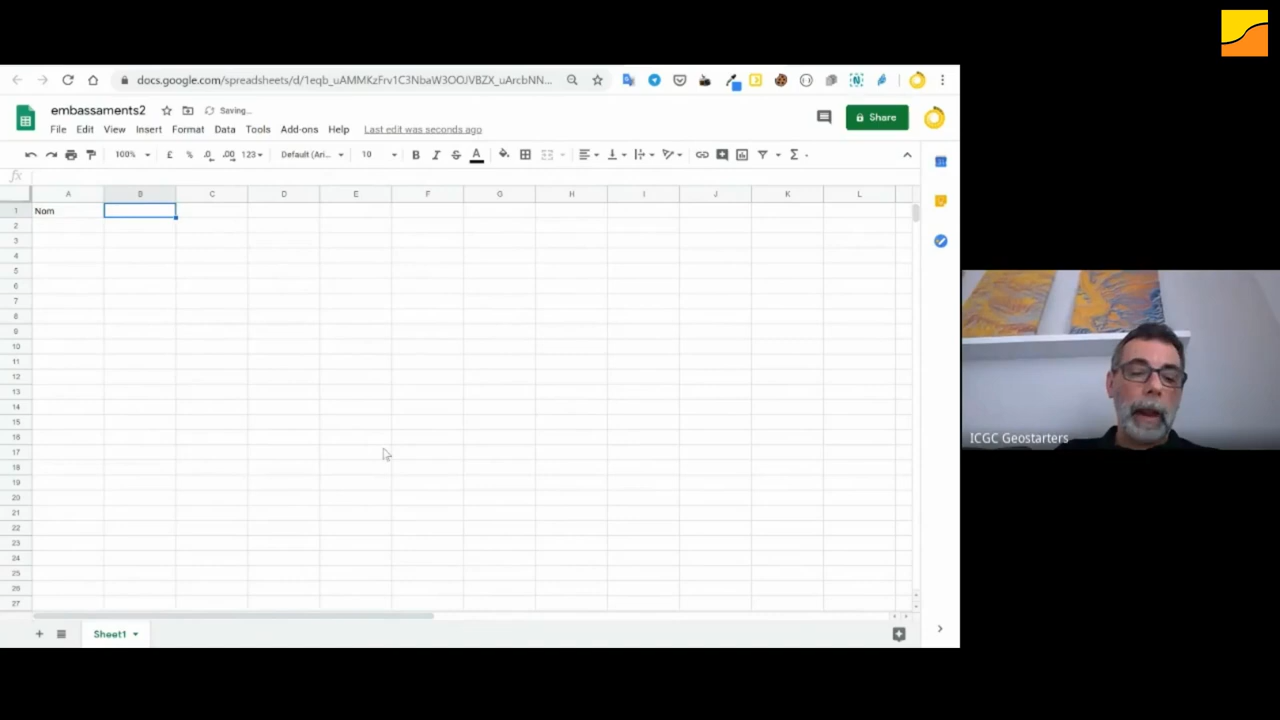 docs.google.com/spreadsheets/d/1eqb_uAMMKzFrv1C3NbaW3OOJVBZX_uArcbNN...
embassaments2 Saving...
File Edit View Insert Format Data Tools Add-ons Help Last edit was seconds ago
Share
100% £ % .0 .00 123 Default (Ari... 10 B I S A Σ
fx
A B C D E F G H I J K L
1 Nom
2
3
4
5
6
7
8
9
10
11
12
13
14
15
16
17
18
19
20
21
22
23
24
25
26
27
Sheet1
ICGC Geostarters